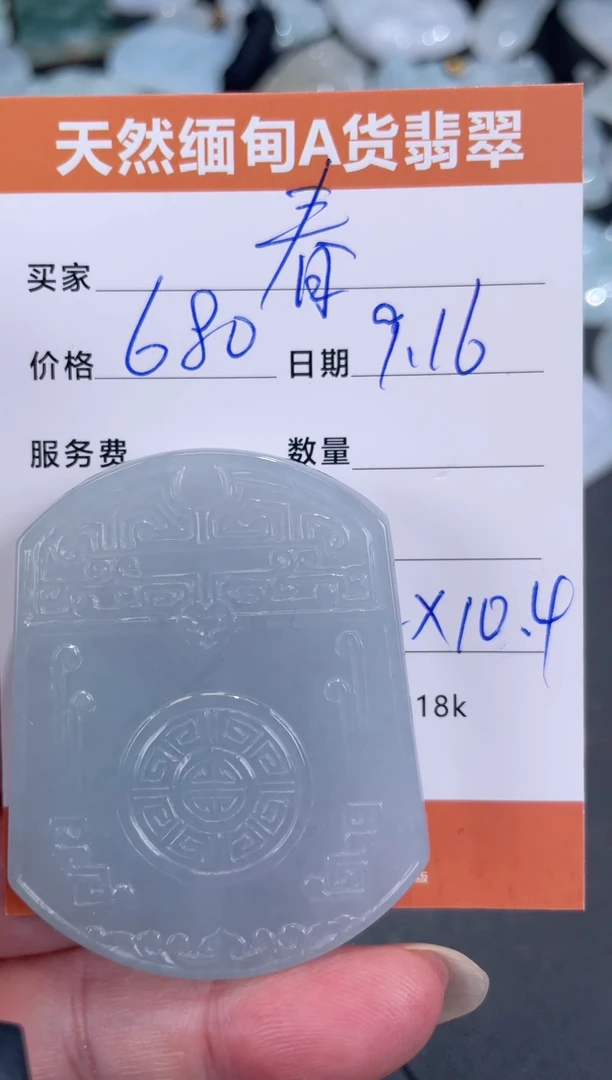 天然缅甸A货翡翠
买家 春
价格 680 日期 9.16
服务费 数量
×10.4
18k